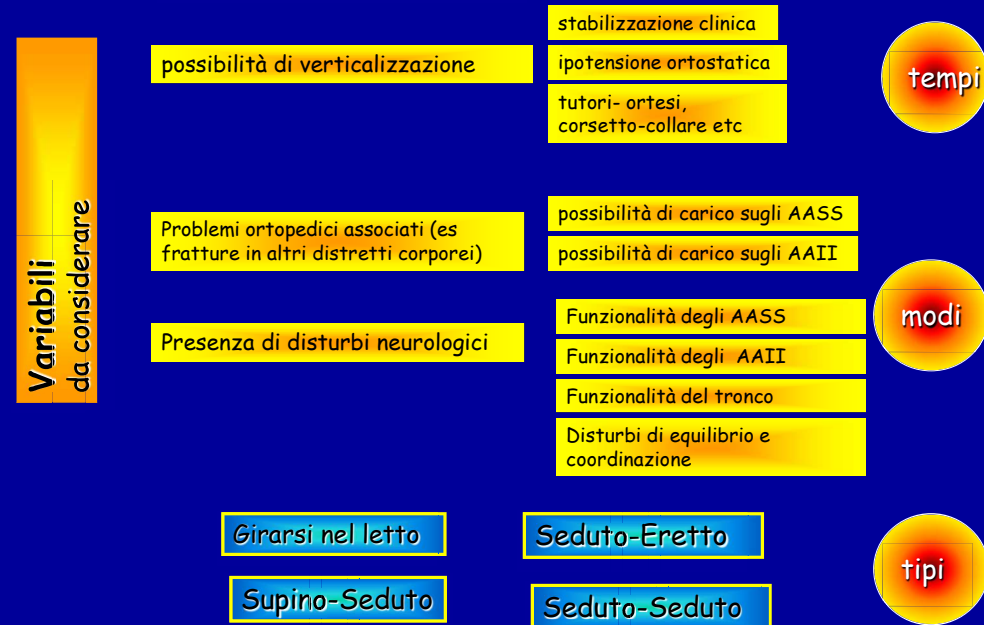 Variabili
da considerare
possibilità di verticalizzazione
stabilizzazione clinica
ipotensione ortostatica
tutori- ortesi,
corsetto-collare etc
tempi
Problemi ortopedici associati (es
fratture in altri distretti corporei)
possibilità di carico sugli AASS
possibilità di carico sugli AAII
Presenza di disturbi neurologici
Funzionalità degli AASS
Funzionalità degli AAII
Funzionalità del tronco
Disturbi di equilibrio e
coordinazione
modi
Girarsi nel letto
Seduto-Eretto
Supino-Seduto
Seduto-Seduto
tipi